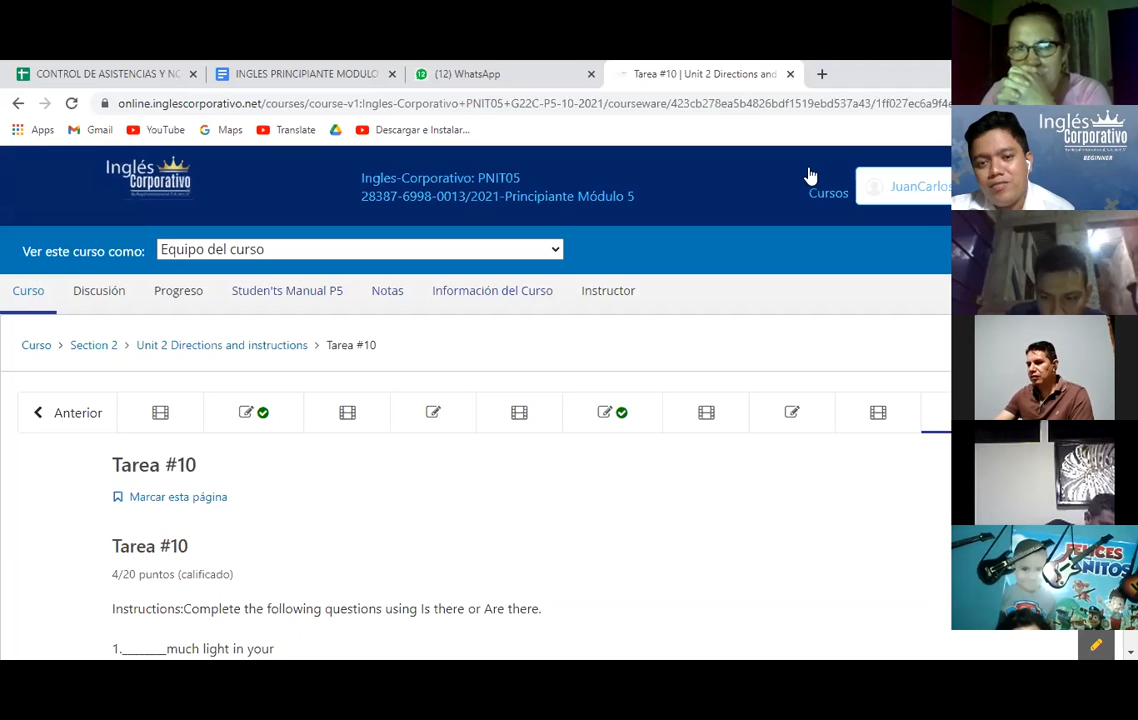 CONTROL DE ASISTENCIAS Y NO
INGLES PRINCIPIANTE MODULO
(12) WhatsApp
Tarea #10 | Unit 2 Directions and
online.inglescorporativo.net/courses/course-v1:Ingles-Corporativo+PNIT05+G22C-P5-10-2021/courseware/423cb278ea5b4826bdf1519ebd537a43/1ff027ec6a9f4e
Apps
Gmail
YouTube
Maps
Translate
Descargar e Instalar...
Inglés
Corporativo
Ingles-Corporativo: PNIT05
28387-6998-0013/2021-Principiante Módulo 5
Cursos
JuanCarlos
Ver este curso como:
Equipo del curso
Curso
Discusión
Progreso
Studen'ts Manual P5
Notas
Información del Curso
Instructor
Curso > Section 2 > Unit 2 Directions and instructions > Tarea #10
Anterior
Tarea #10
Marcar esta página
Tarea #10
4/20 puntos (calificado)
Instructions:Complete the following questions using Is there or Are there.
1.________much light in your
Inglés
Corporativo
BEGINNER